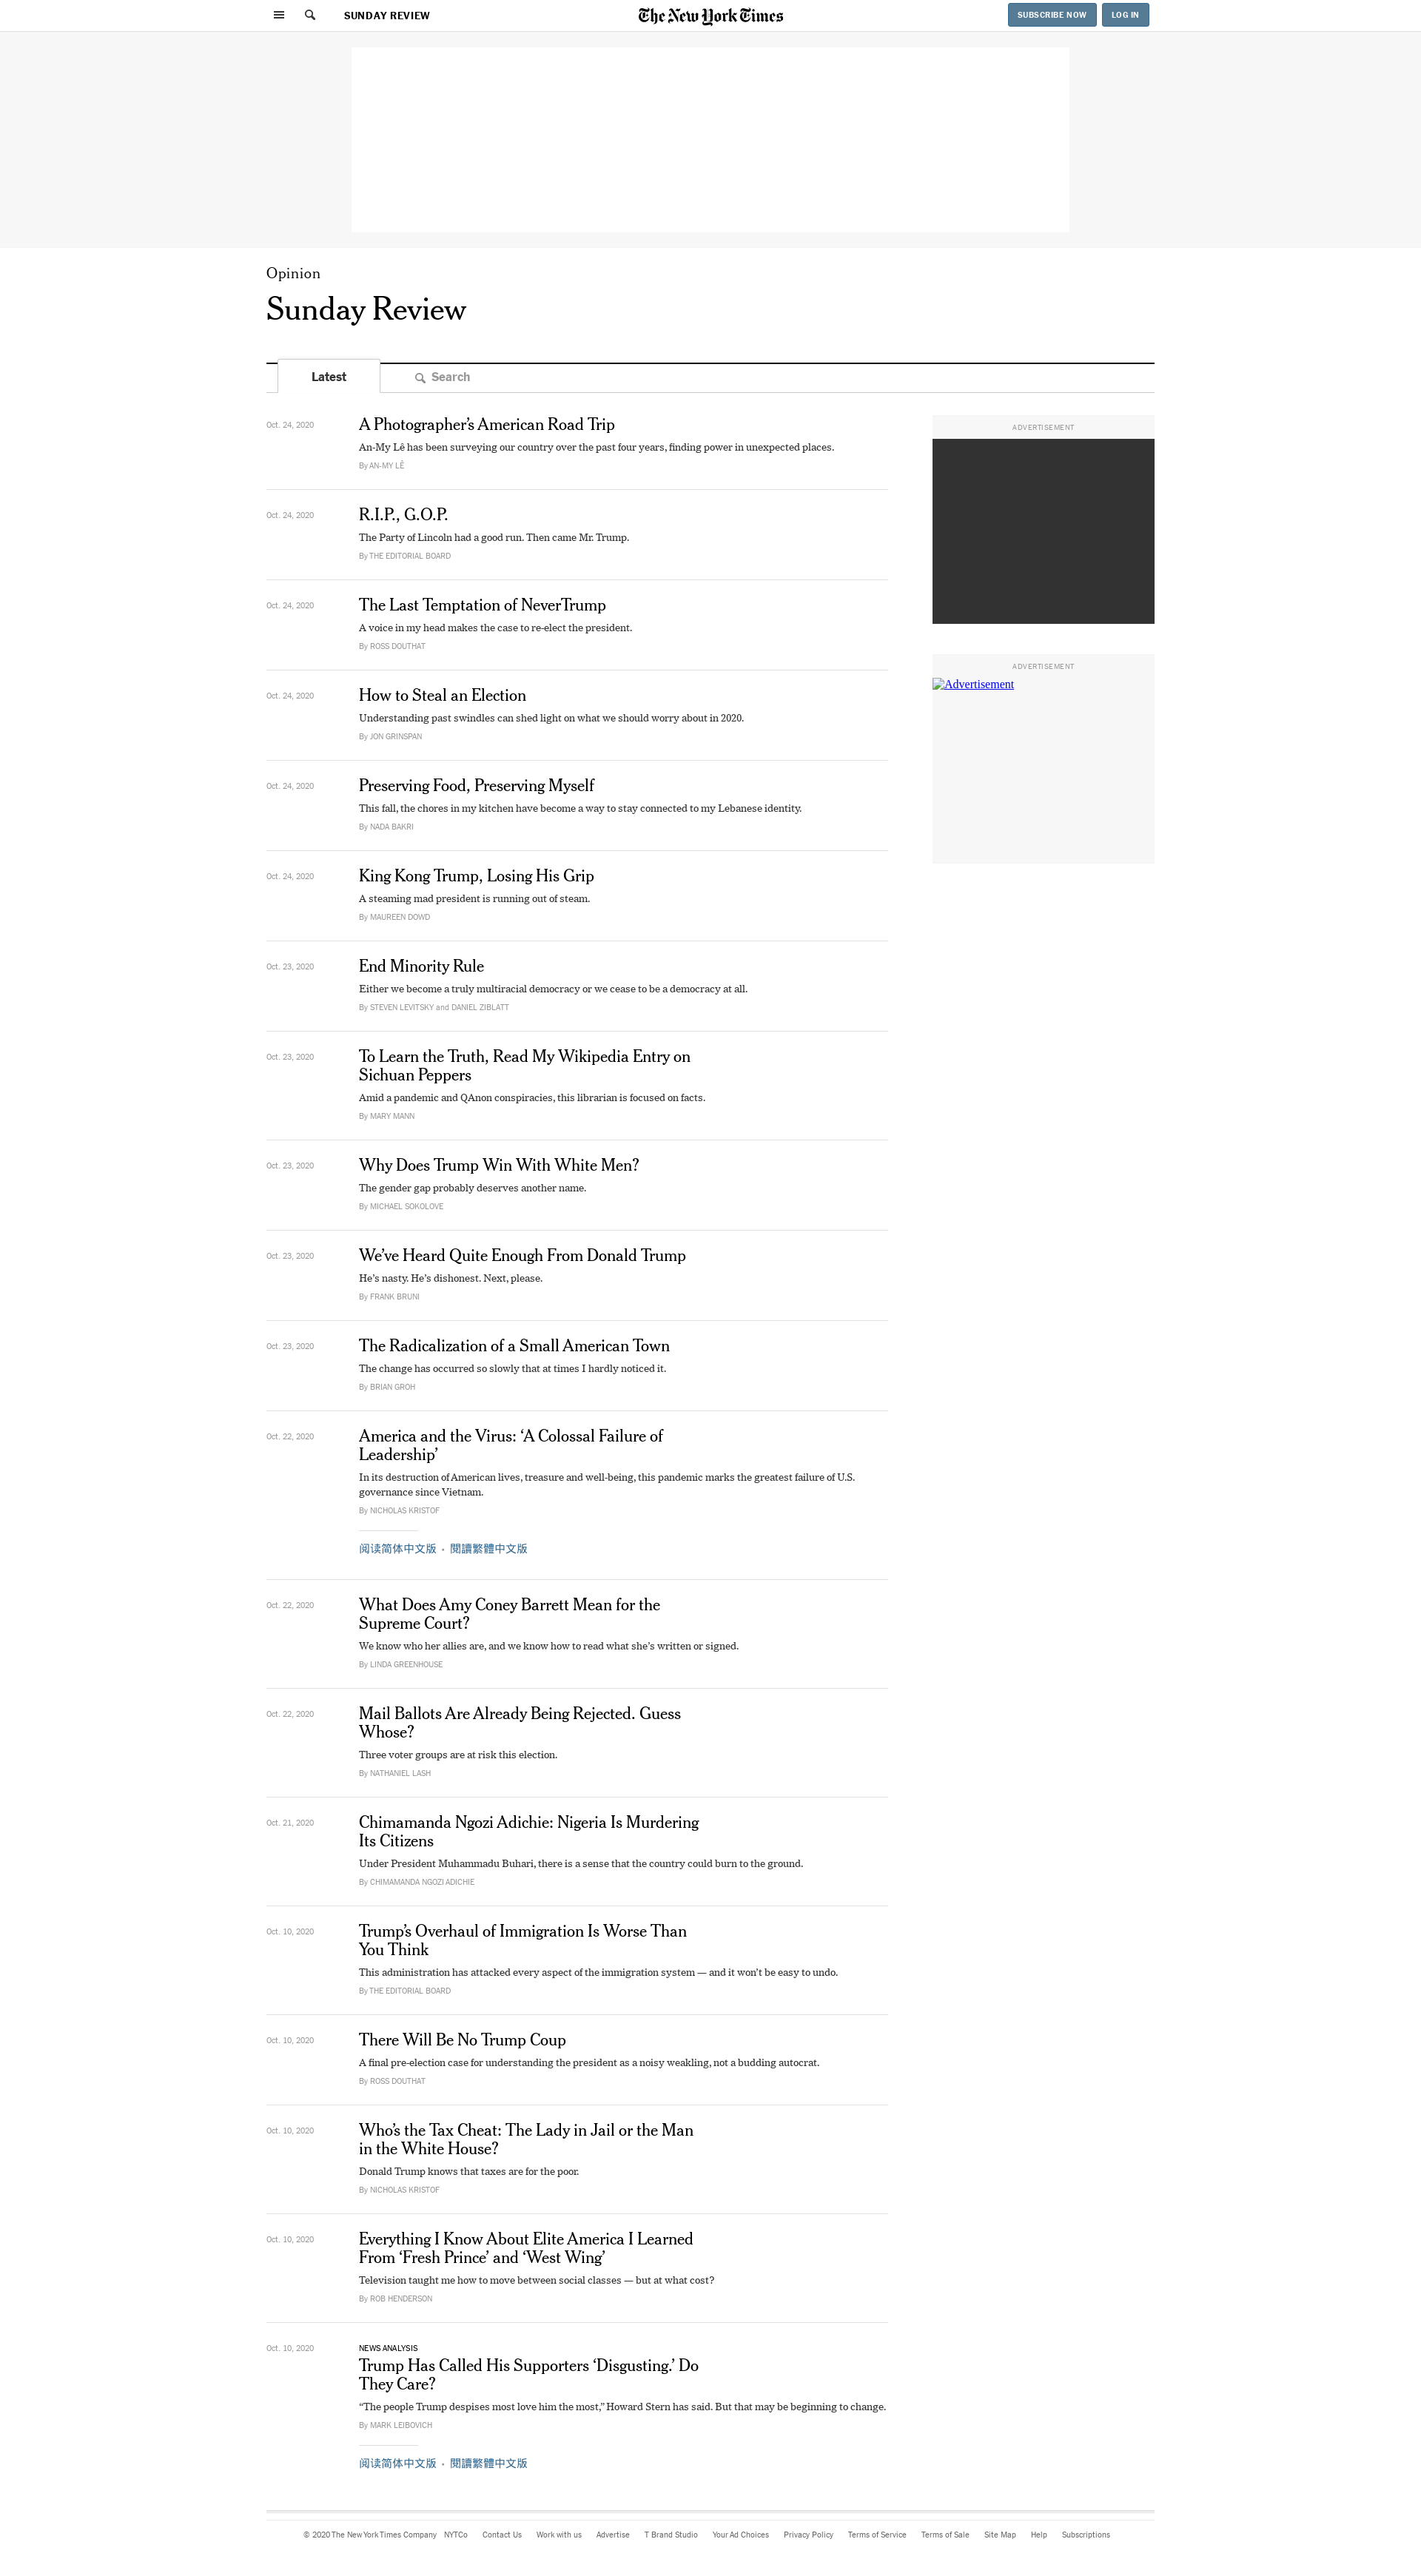 SUNDAY REVIEW
The New York Times
SUBSCRIBE NOW
LOG IN
Opinion
Sunday Review
Latest
Search
Oct. 24, 2020
A Photographer’s American Road Trip
An-My Lê has been surveying our country over the past four years, finding power in unexpected places.
By AN-MY LÊ
Oct. 24, 2020
R.I.P., G.O.P.
The Party of Lincoln had a good run. Then came Mr. Trump.
By THE EDITORIAL BOARD
Oct. 24, 2020
The Last Temptation of NeverTrump
A voice in my head makes the case to re-elect the president.
By ROSS DOUTHAT
Oct. 24, 2020
How to Steal an Election
Understanding past swindles can shed light on what we should worry about in 2020.
By JON GRINSPAN
Oct. 24, 2020
Preserving Food, Preserving Myself
This fall, the chores in my kitchen have become a way to stay connected to my Lebanese identity.
By NADA BAKRI
Oct. 24, 2020
King Kong Trump, Losing His Grip
A steaming mad president is running out of steam.
By MAUREEN DOWD
Oct. 23, 2020
End Minority Rule
Either we become a truly multiracial democracy or we cease to be a democracy at all.
By STEVEN LEVITSKY and DANIEL ZIBLATT
Oct. 23, 2020
To Learn the Truth, Read My Wikipedia Entry on
Sichuan Peppers
Amid a pandemic and QAnon conspiracies, this librarian is focused on facts.
By MARY MANN
Oct. 23, 2020
Why Does Trump Win With White Men?
The gender gap probably deserves another name.
By MICHAEL SOKOLOVE
Oct. 23, 2020
We’ve Heard Quite Enough From Donald Trump
He’s nasty. He’s dishonest. Next, please.
By FRANK BRUNI
Oct. 23, 2020
The Radicalization of a Small American Town
The change has occurred so slowly that at times I hardly noticed it.
By BRIAN GROH
Oct. 22, 2020
America and the Virus: ‘A Colossal Failure of
Leadership’
In its destruction of American lives, treasure and well-being, this pandemic marks the greatest failure of U.S.
governance since Vietnam.
By NICHOLAS KRISTOF
阅读简体中文版 • 閱讀繁體中文版
Oct. 22, 2020
What Does Amy Coney Barrett Mean for the
Supreme Court?
We know who her allies are, and we know how to read what she’s written or signed.
By LINDA GREENHOUSE
Oct. 22, 2020
Mail Ballots Are Already Being Rejected. Guess
Whose?
Three voter groups are at risk this election.
By NATHANIEL LASH
Oct. 21, 2020
Chimamanda Ngozi Adichie: Nigeria Is Murdering
Its Citizens
Under President Muhammadu Buhari, there is a sense that the country could burn to the ground.
By CHIMAMANDA NGOZI ADICHIE
Oct. 10, 2020
Trump’s Overhaul of Immigration Is Worse Than
You Think
This administration has attacked every aspect of the immigration system — and it won’t be easy to undo.
By THE EDITORIAL BOARD
Oct. 10, 2020
There Will Be No Trump Coup
A final pre-election case for understanding the president as a noisy weakling, not a budding autocrat.
By ROSS DOUTHAT
Oct. 10, 2020
Who’s the Tax Cheat: The Lady in Jail or the Man
in the White House?
Donald Trump knows that taxes are for the poor.
By NICHOLAS KRISTOF
Oct. 10, 2020
Everything I Know About Elite America I Learned
From ‘Fresh Prince’ and ‘West Wing’
Television taught me how to move between social classes — but at what cost?
By ROB HENDERSON
Oct. 10, 2020
NEWS ANALYSIS
Trump Has Called His Supporters ‘Disgusting.’ Do
They Care?
“The people Trump despises most love him the most,” Howard Stern has said. But that may be beginning to change.
By MARK LEIBOVICH
阅读简体中文版 • 閱讀繁體中文版
ADVERTISEMENT
ADVERTISEMENT
Advertisement
© 2020 The New York Times Company NYTCo Contact Us Work with us Advertise T Brand Studio Your Ad Choices Privacy Policy Terms of Service Terms of Sale Site Map Help Subscriptions